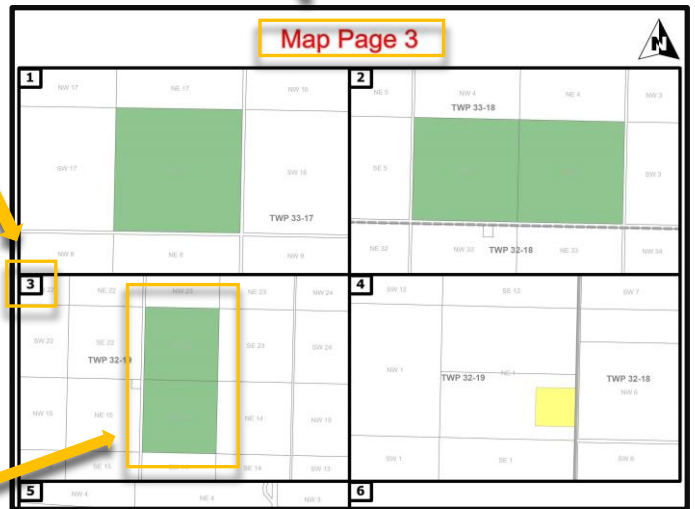 Map Page 3
N
1
NW 17 NE 17 NW 16
SW 17 SW 16
TWP 33-17
NW 8 NE 8 NW 9
2
NE 5 NW 4 NE 4 NW 3
TWP 33-18
SE 5 SW 3
NE 32 NW 33 TWP 32-18 NE 33 NW 34
3
NE 22 NW 23 NE 23 NW 24
SW 22 SE 22 SE 23 SW 24
TWP 32-19
NW 15 NE 15 NE 14 NW 13
SE 15 SE 14 SW 13
4
SW 12 SE 12 SW 7
NW 1 TWP 32-19 NE 1 TWP 32-18
NW 6
SW 1 SE 1 SW 6
5
NW 4 NE 4 NW 3
6